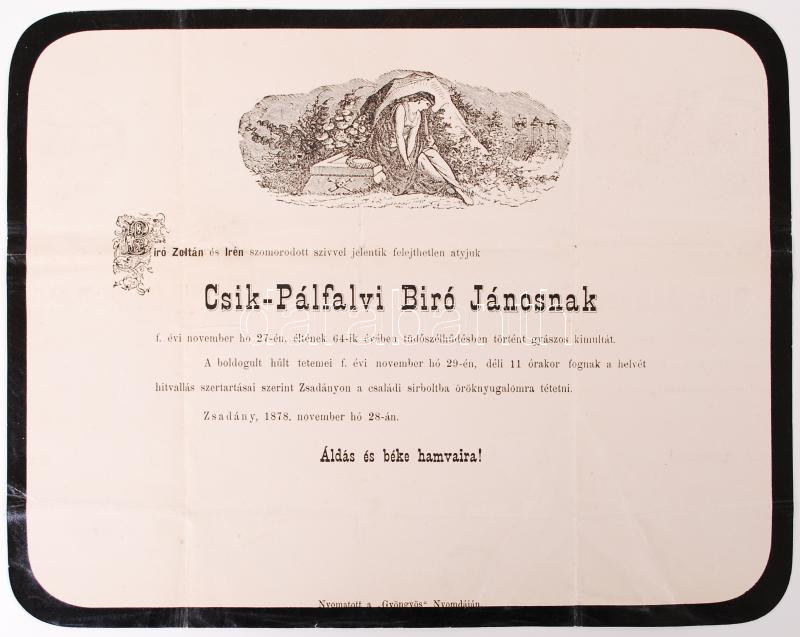 Biró Zoltán és Irén szomorodott szivvel jelentik felejthetlen atyjuk
Csik-Pálfalvi Biró Jánosnak
f. évi november hó 27-én, éltének 64-ik évében tüdőszélhűdésben történt gyászos kimultát.
A boldogult hült tetemei f. évi november hó 29-én, déli 11 órakor fognak a helvét
hitvallás szertartásai szerint Zsadányon a családi sirboltba öröknyugalomra tétetni.
Zsadány, 1878. november hó 28-án.
Áldás és béke hamvaira!
Nyomatott a „Gyöngyös“ Nyomdáján